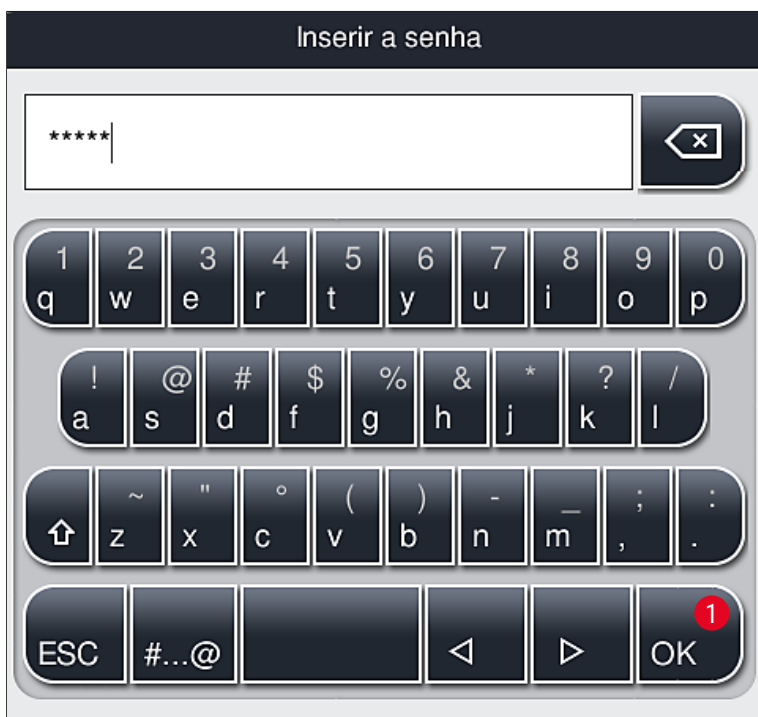 Inserir a senha
*****
1 2 3 4 5 6 7 8 9 0
q w e r t y u i o p
! @ # $ % & * ? /
a s d f g h j k l
~ " ° ( ) - _ ; :
z x c v b n m , .
1
ESC #...@ OK